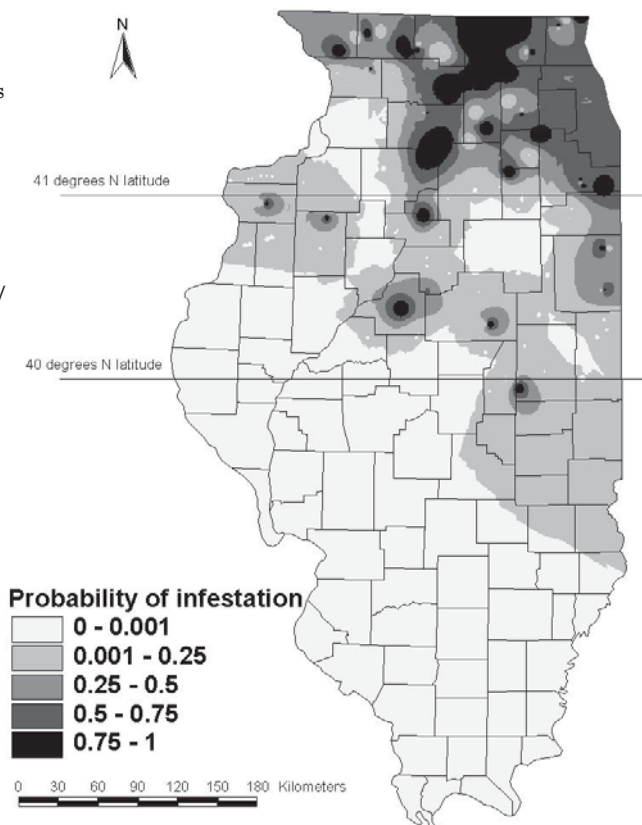 N
s
41 degrees N latitude
/
40 degrees N latitude
Probability of infestation
0 - 0.001
0.001 - 0.25
0.25 - 0.5
0.5 - 0.75
0.75 - 1
0 30 60 90 120 150 180 Kilometers